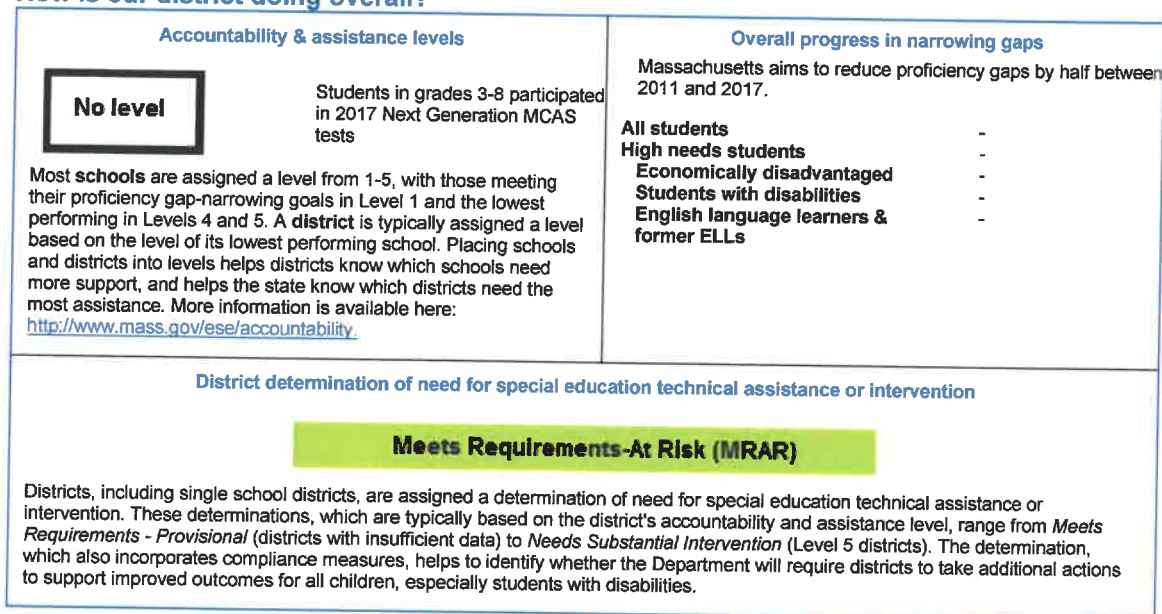 How is our district doing overall?
Accountability & assistance levels
No level
Students in grades 3-8 participated
in 2017 Next Generation MCAS
tests
Most schools are assigned a level from 1-5, with those meeting
their proficiency gap-narrowing goals in Level 1 and the lowest
performing in Levels 4 and 5. A district is typically assigned a level
based on the level of its lowest performing school. Placing schools
and districts into levels helps districts know which schools need
more support, and helps the state know which districts need the
most assistance. More information is available here:
http://www.mass.gov/ese/accountability.
Overall progress in narrowing gaps
Massachusetts aims to reduce proficiency gaps by half between
2011 and 2017.
All students -
High needs students -
Economically disadvantaged -
Students with disabilities -
English language learners & -
former ELLs
District determination of need for special education technical assistance or intervention
Meets Requirements-At Risk (MRAR)
Districts, including single school districts, are assigned a determination of need for special education technical assistance or
intervention. These determinations, which are typically based on the district's accountability and assistance level, range from Meets
Requirements - Provisional (districts with insufficient data) to Needs Substantial Intervention (Level 5 districts). The determination,
which also incorporates compliance measures, helps to identify whether the Department will require districts to take additional actions
to support improved outcomes for all children, especially students with disabilities.